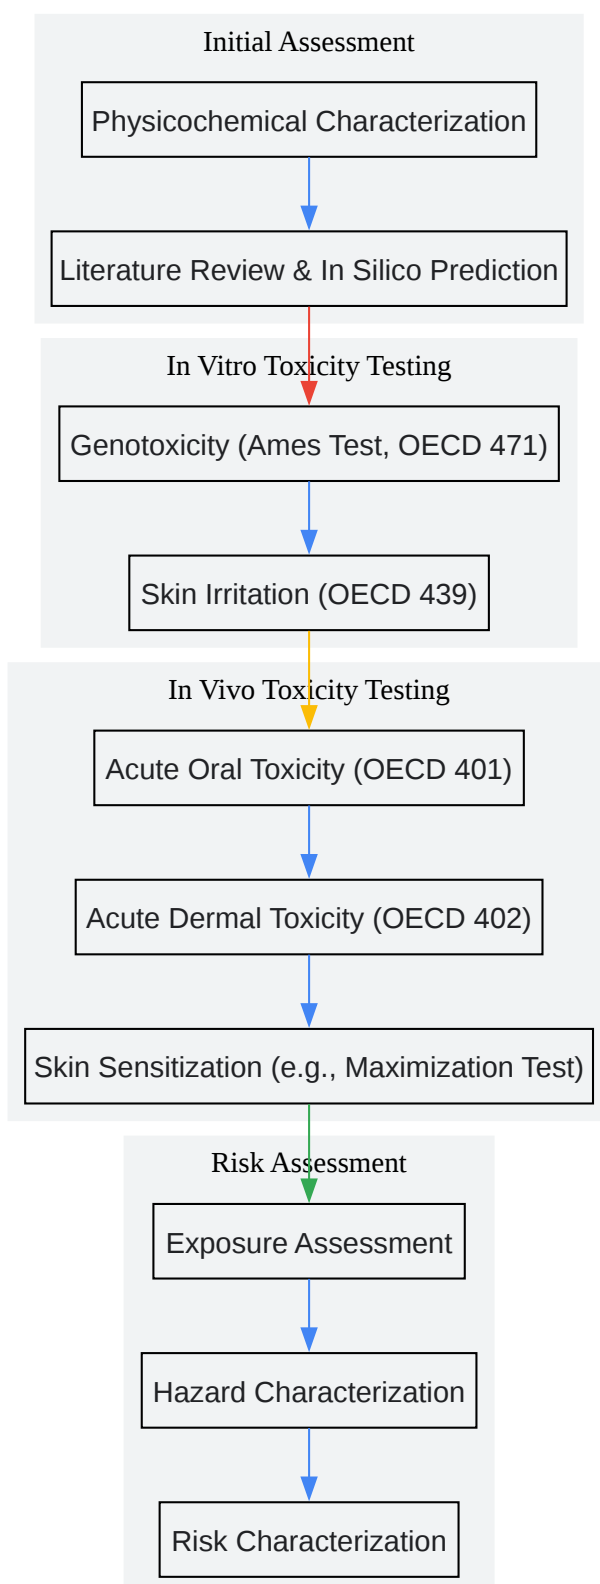 Initial Assessment
Physicochemical Characterization
Literature Review & In Silico Prediction
In Vitro Toxicity Testing
Genotoxicity (Ames Test, OECD 471)
Skin Irritation (OECD 439)
In Vivo Toxicity Testing
Acute Oral Toxicity (OECD 401)
Acute Dermal Toxicity (OECD 402)
Skin Sensitization (e.g., Maximization Test)
Risk Assessment
Exposure Assessment
Hazard Characterization
Risk Characterization